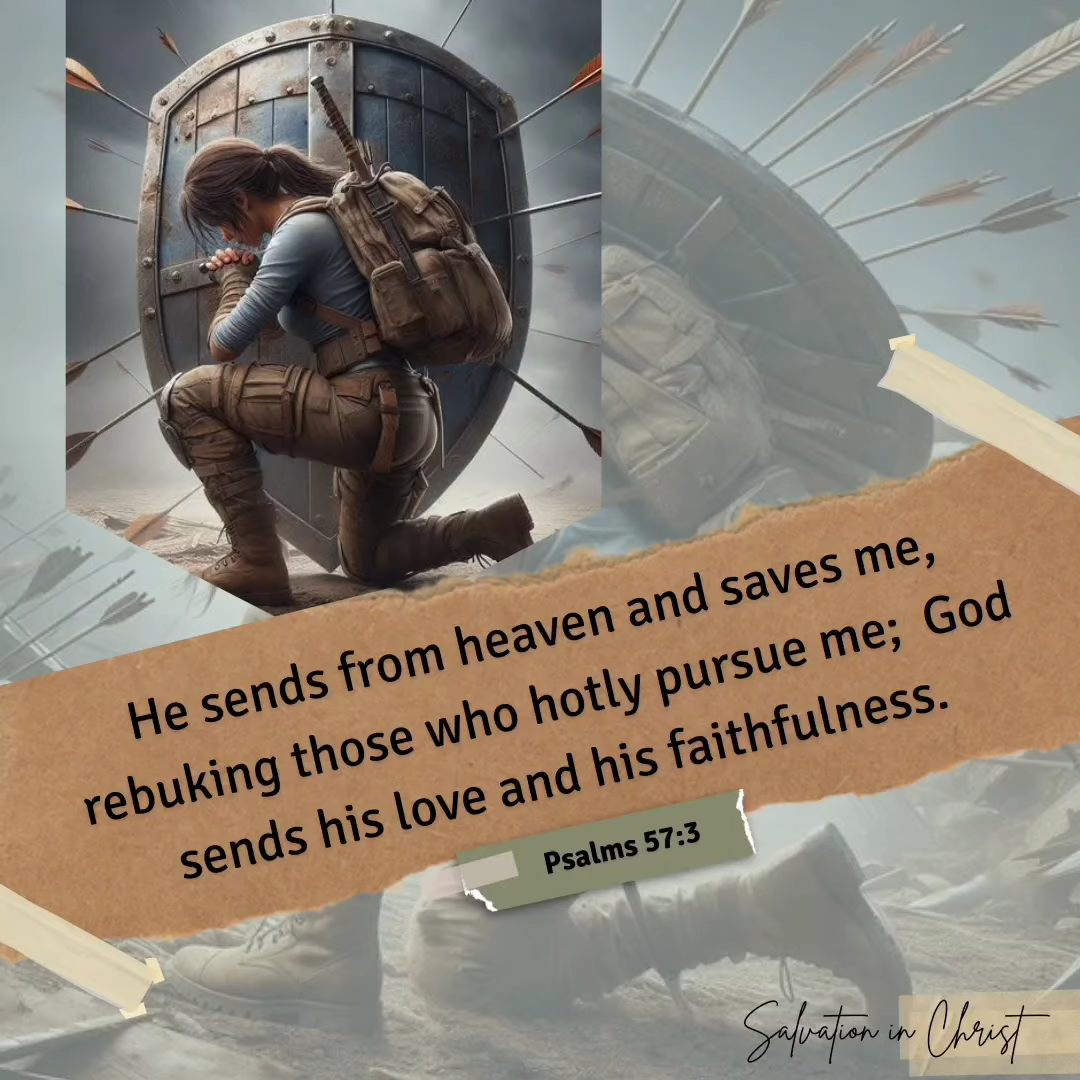 He sends from heaven and saves me,
rebuking those who hotly pursue me;  God
sends his love and his faithfulness.
Psalms 57:3
Salvation in Christ